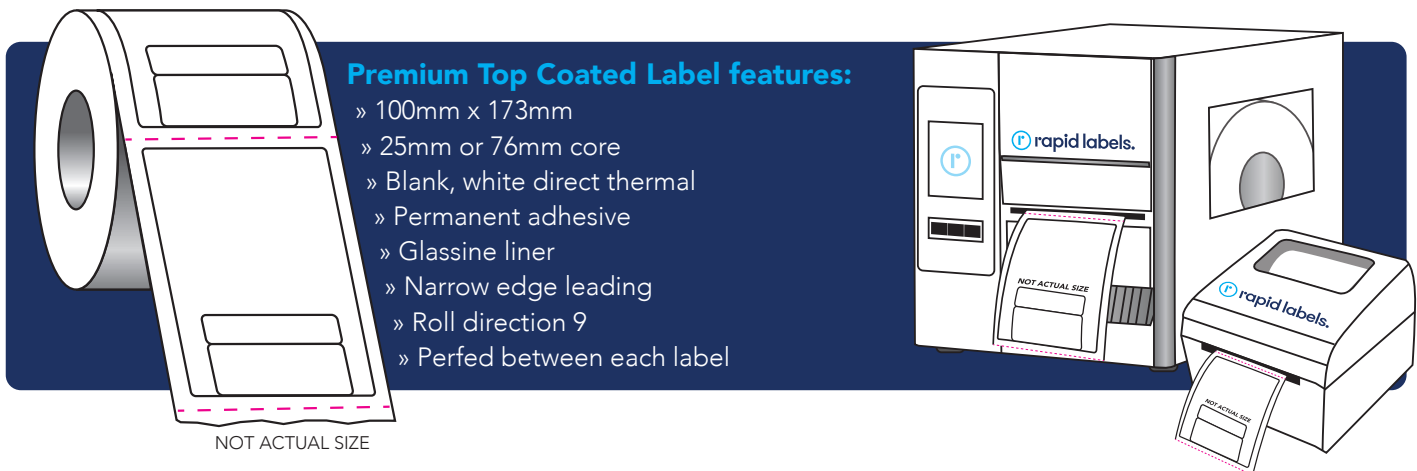 Premium Top Coated Label features:
» 100mm x 173mm
» 25mm or 76mm core
» Blank, white direct thermal
» Permanent adhesive
» Glassine liner
» Narrow edge leading
» Roll direction 9
» Perfed between each label
NOT ACTUAL SIZE
r rapid labels.
r
NOT ACTUAL SIZE
r rapid labels.
NOT ACTUAL SIZE